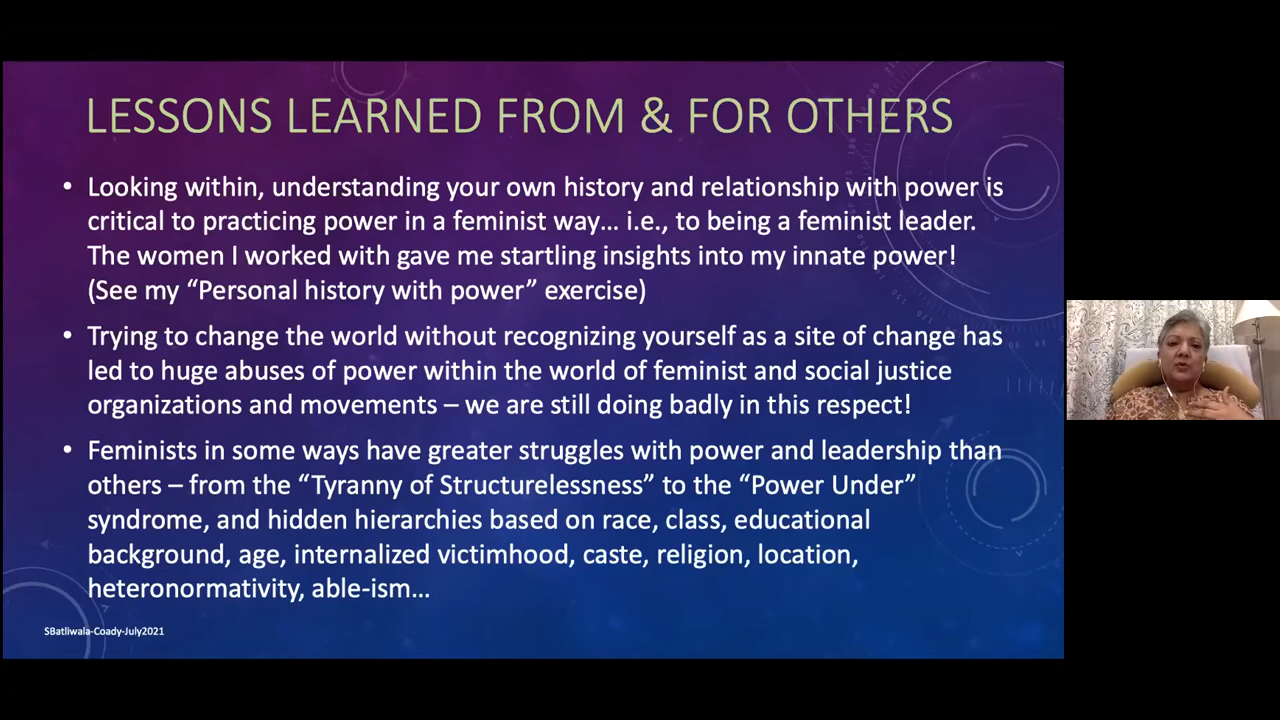 LESSONS LEARNED FROM & FOR OTHERS
• Looking within, understanding your own history and relationship with power is
critical to practicing power in a feminist way... i.e., to being a feminist leader.
The women I worked with gave me startling insights into my innate power!
(See my “Personal history with power” exercise)
• Trying to change the world without recognizing yourself as a site of change has
led to huge abuses of power within the world of feminist and social justice
organizations and movements – we are still doing badly in this respect!
• Feminists in some ways have greater struggles with power and leadership than
others – from the “Tyranny of Structurelessness” to the “Power Under”
syndrome, and hidden hierarchies based on race, class, educational
background, age, internalized victimhood, caste, religion, location,
heteronormativity, able-ism...
SBatliwala-Coady-July2021